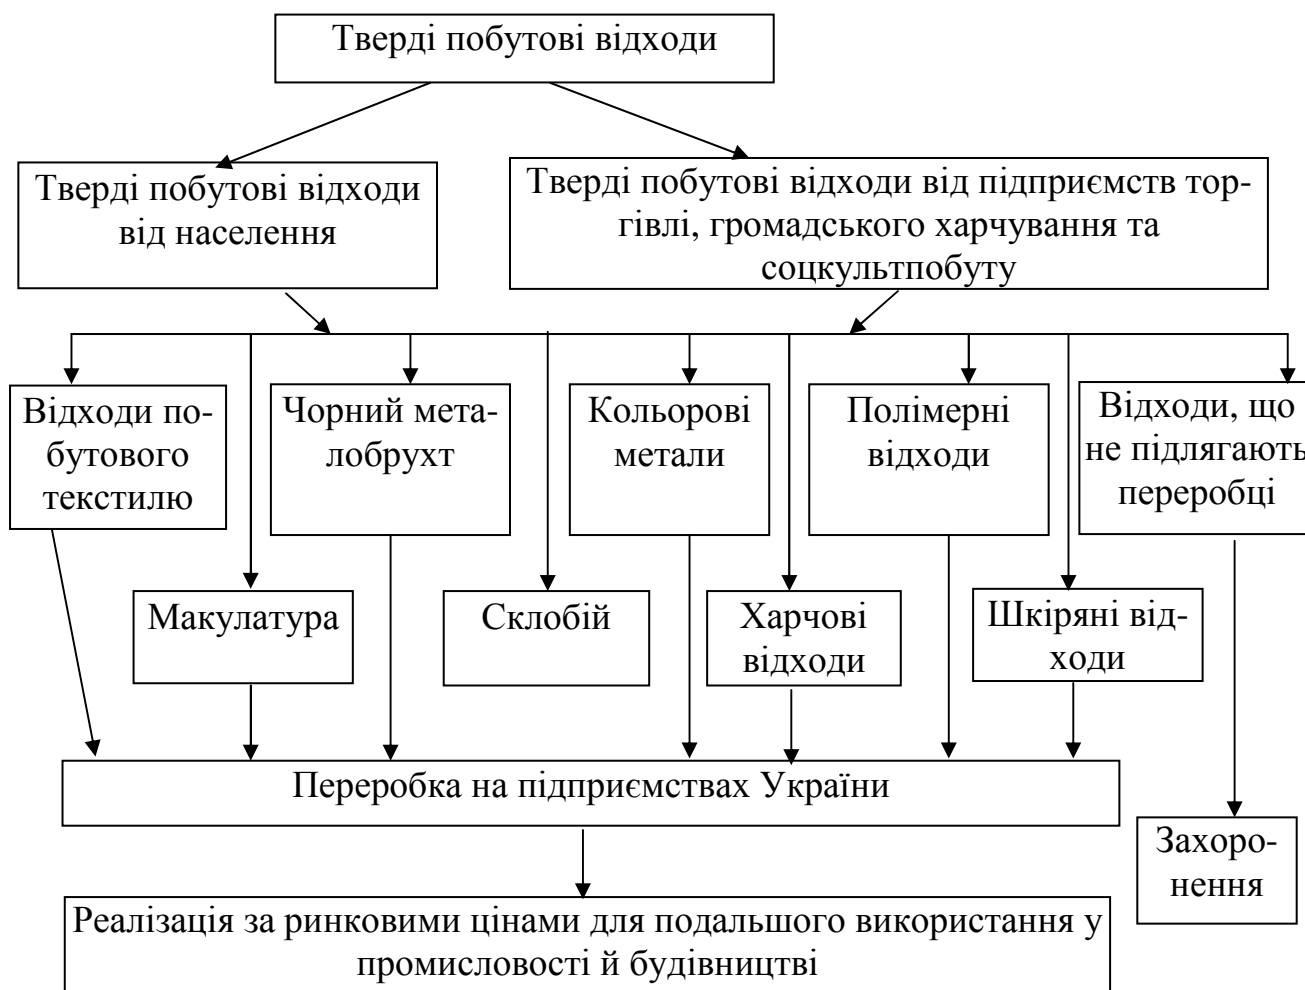 Тверді побутові відходи
Тверді побутові відходи
від населення
Тверді побутові відходи від підприємств тор-
гівлі, громадського харчування та
соцкультпобуту
Відходи по-
бутового
текстилю
Чорний мета-
лобрухт
Кольорові
метали
Полімерні
відходи
Відходи, що
не підлягають
переробці
Макулатура
Склобій
Харчові
відходи
Шкіряні від-
ходи
Переробка на підприємствах України
Захоро-
нення
Реалізація за ринковими цінами для подальшого використання у
промисловості й будівництві